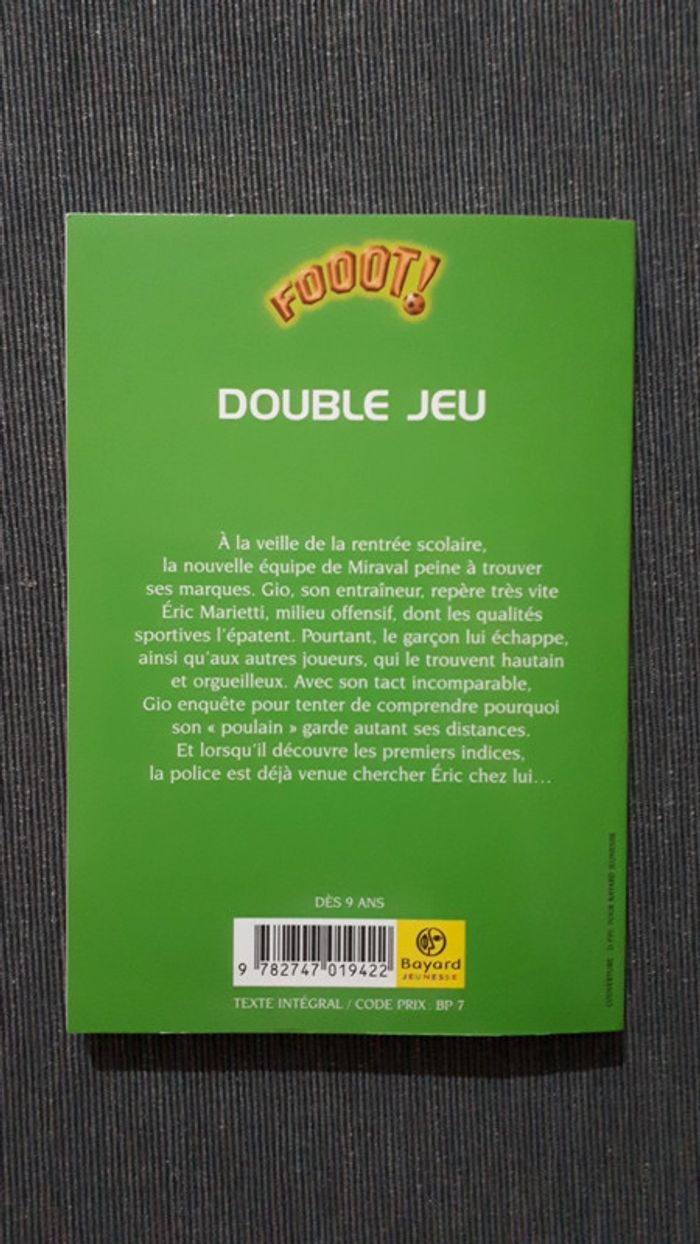 FOOOT!
DOUBLE JEU
À la veille de la rentrée scolaire,
la nouvelle équipe de Miraval peine à trouver
ses marques. Gio, son entraîneur, repère très vite
Éric Marietti, milieu offensif, dont les qualités
sportives l'épatent. Pourtant, le garçon lui échappe,
ainsi qu'aux autres joueurs, qui le trouvent hautain
et orgueilleux. Avec son tact incomparable,
Gio enquête pour tenter de comprendre pourquoi
son « poulain » garde autant ses distances.
Et lorsqu'il découvre les premiers indices,
la police est déjà venue chercher Éric chez lui…
DÈS 9 ANS
9 782747 019422
Bayard
JEUNESSE
TEXTE INTÉGRAL / CODE PRIX : BP 7
COUVERTURE : POUR BAYARD JEUNESSE